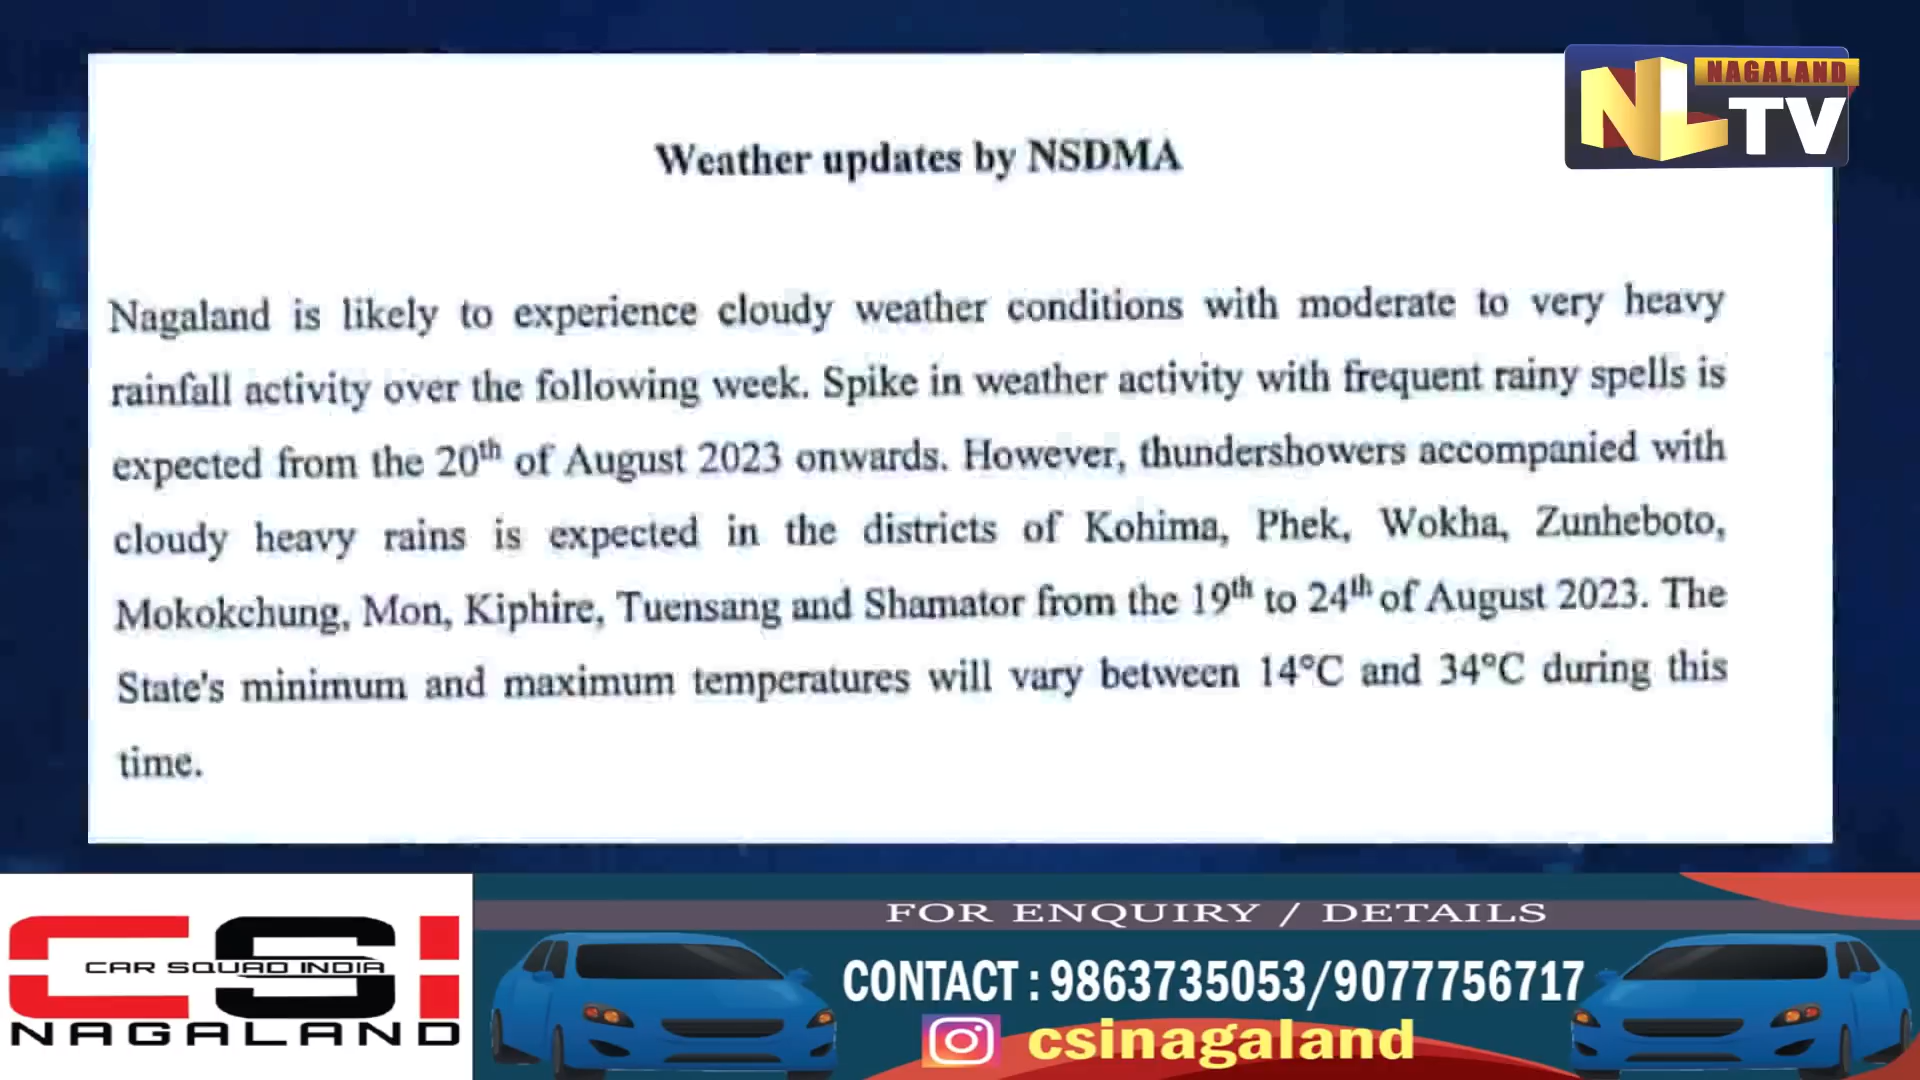 NAGALAND
NL TV
Weather updates by NSDMA
Nagaland is likely to experience cloudy weather conditions with moderate to very heavy
rainfall activity over the following week. Spike in weather activity with frequent rainy spells is
expected from the 20th of August 2023 onwards. However, thundershowers accompanied with
cloudy heavy rains is expected in the districts of Kohima, Phek, Wokha, Zunheboto,
Mokokchung, Mon, Kiphire, Tuensang and Shamator from the 19th to 24th of August 2023. The
State's minimum and maximum temperatures will vary between 14°C and 34°C during this
time.
CSI
CAR SQUAD INDIA
NAGALAND
FOR ENQUIRY / DETAILS
CONTACT : 9863735053/9077756717
csinagaland